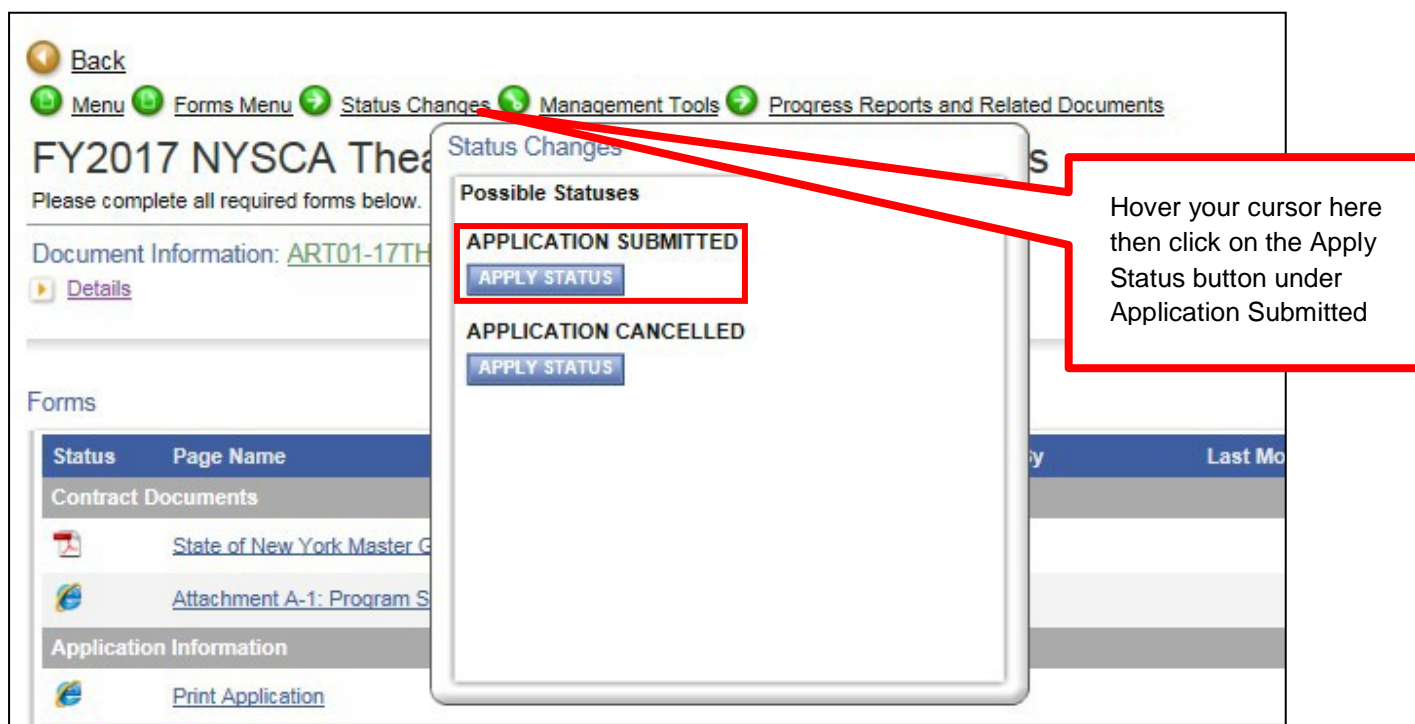 Back
Menu Forms Menu Status Changes Management Tools Progress Reports and Related Documents
FY2017 NYSCA Thea s
Please complete all required forms below.
Document Information: ART01-17TH
Details
Status Changes
Possible Statuses
APPLICATION SUBMITTED
APPLY STATUS
APPLICATION CANCELLED
APPLY STATUS
Hover your cursor here
then click on the Apply
Status button under
Application Submitted
Forms
Status Page Name By Last Mo
Contract Documents
State of New York Master G
Attachment A-1: Program S
Application Information
Print Application